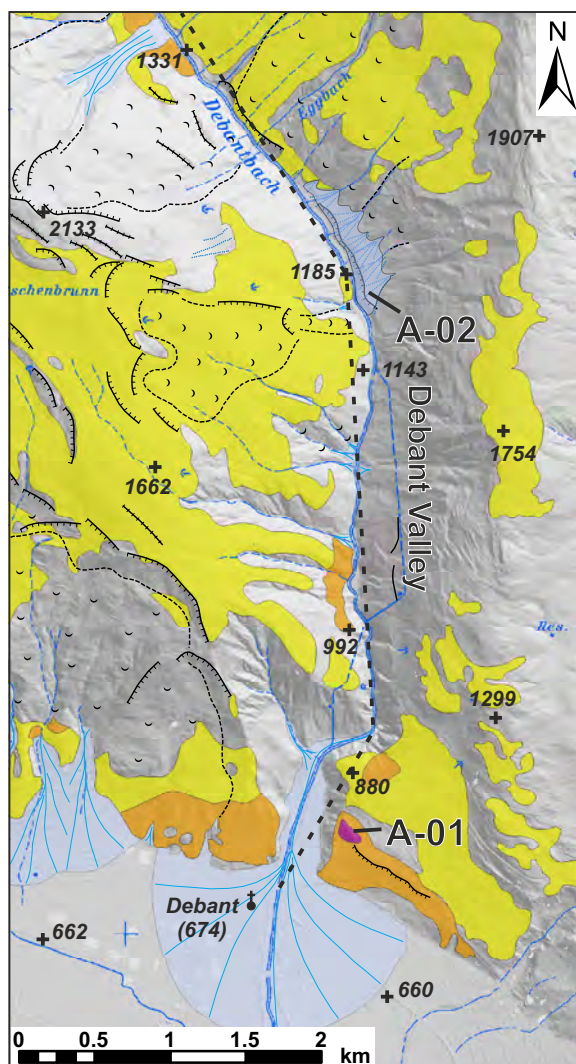 N
1331
Debantbach
Eggbach
1907
2133
1185
schenbrunn
A-02
1143
Debant Valley
1754
1662
992
Res.
1299
880
A-01
Debant
(674)
662
660
0 0.5 1 1.5 2
km